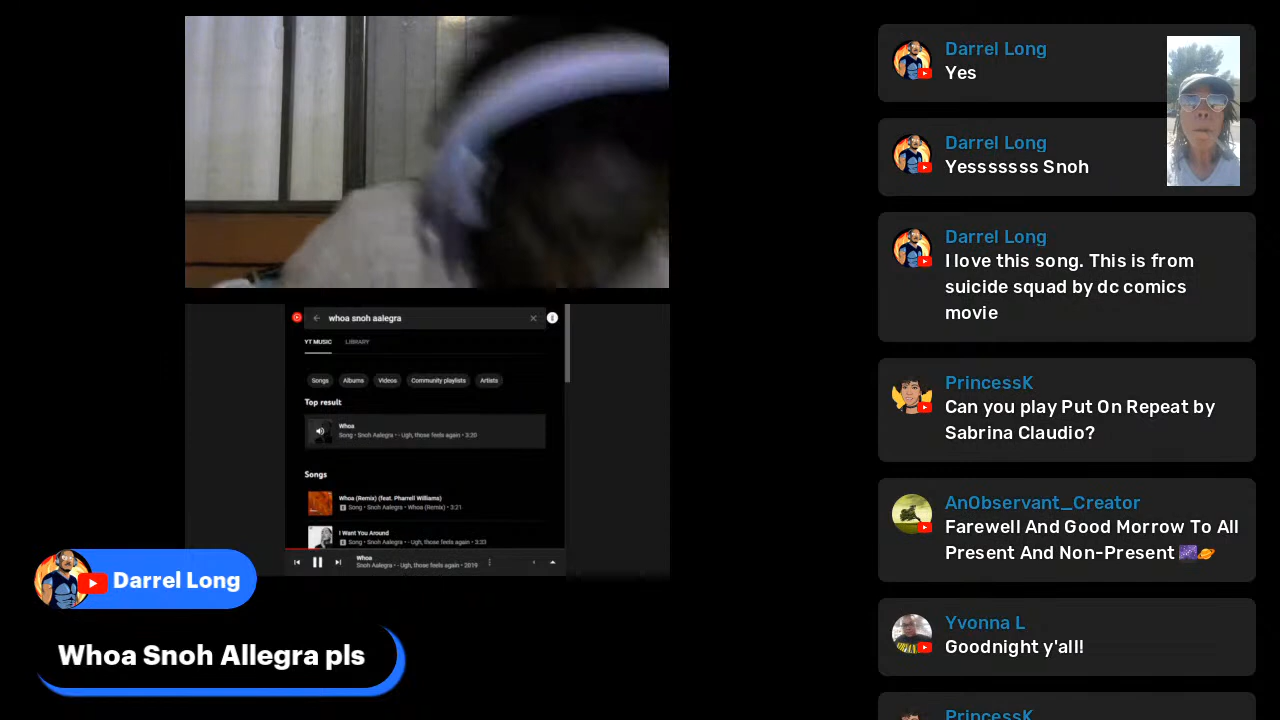 whoa snoh aalegra
YT MUSIC LIBRARY
Songs Albums Videos Community playlists Artists
Top result
Whoa
Song • Snoh Aalegra • - Ugh, those feels again • 3:20
Songs
Whoa (Remix) (feat. Pharrell Williams)
E Song • Snoh Aalegra • Whoa (Remix) • 3:21
I Want You Around
E Song • Snoh Aalegra • - Ugh, those feels again • 3:33
Whoa
Snoh Aalegra • - Ugh, those feels again • 2019
Darrel Long
Whoa Snoh Allegra pls
Darrel Long
Yes
Darrel Long
Yesssssss Snoh
Darrel Long
I love this song. This is from
suicide squad by dc comics
movie
PrincessK
Can you play Put On Repeat by
Sabrina Claudio?
AnObservant_Creator
Farewell And Good Morrow To All
Present And Non-Present 🌌🪐
Yvonna L
Goodnight y'all!
PrincessK